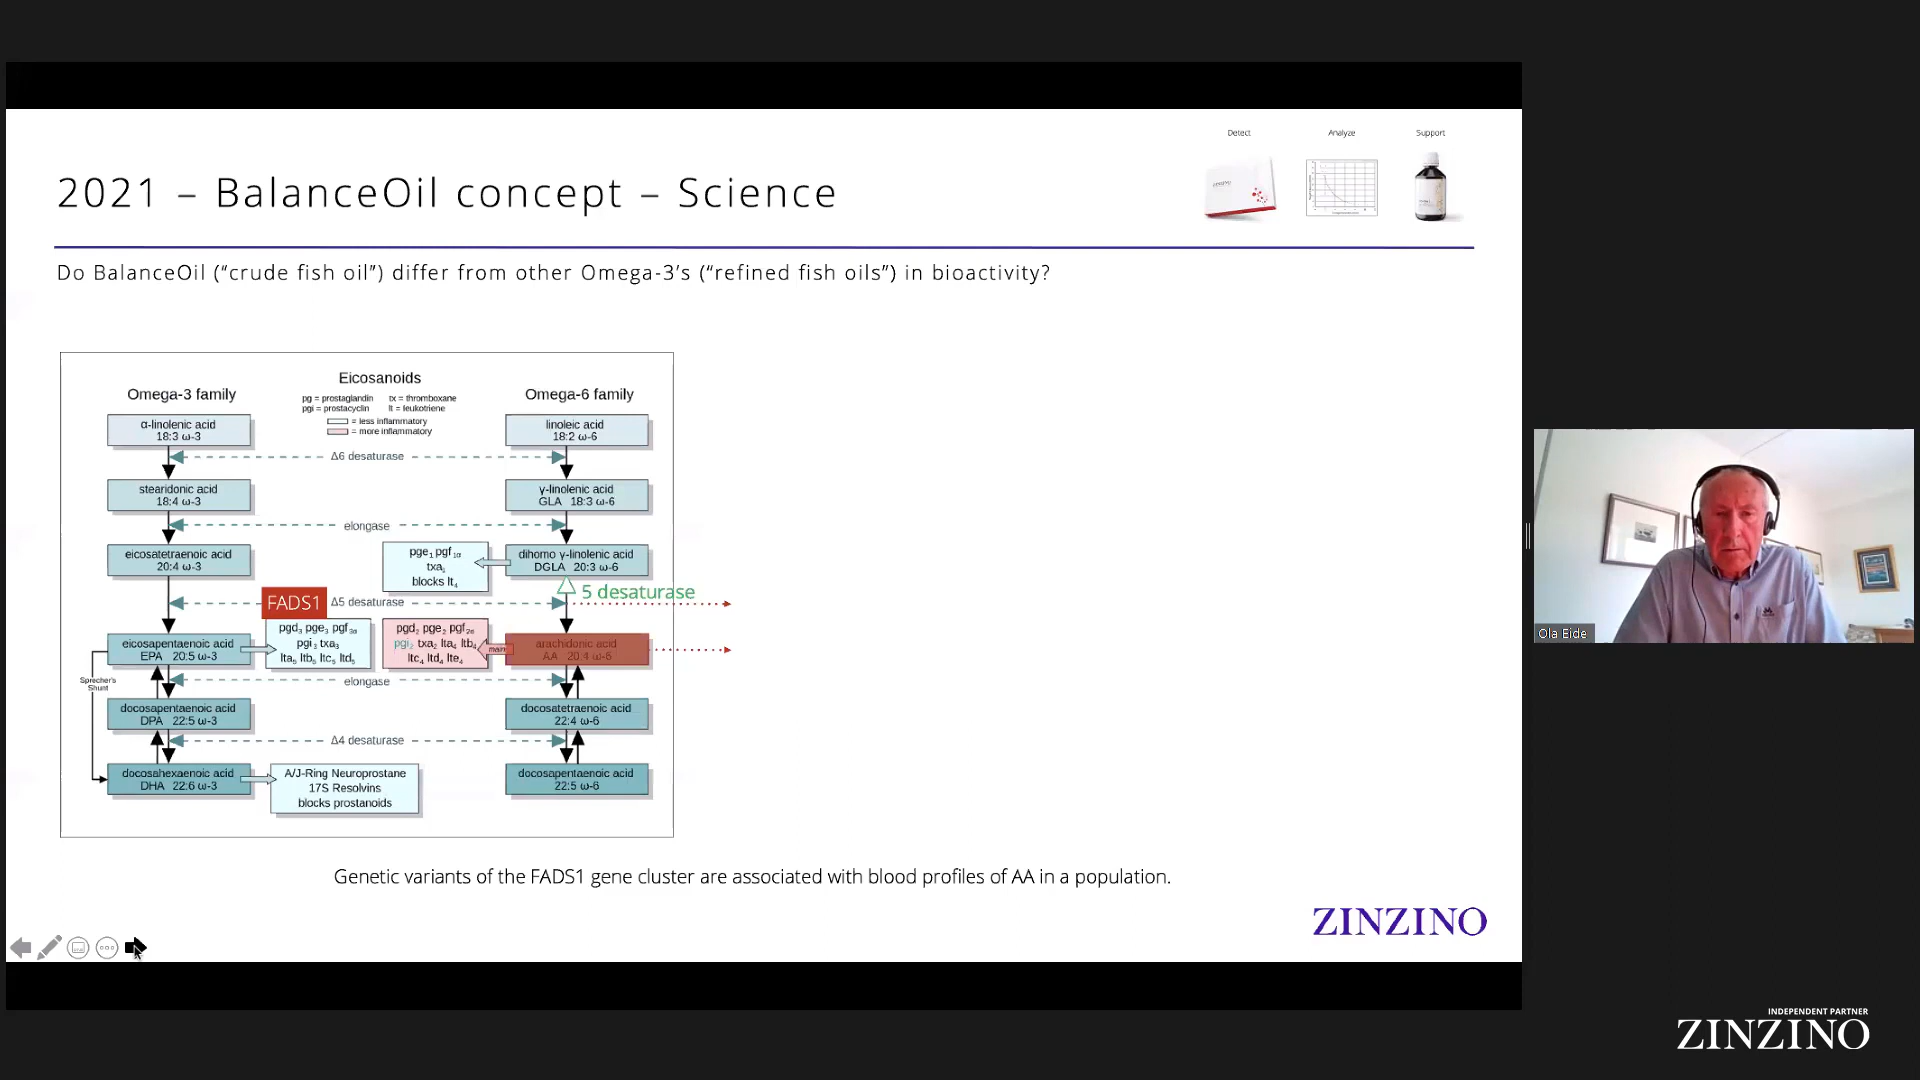 Detect
Analyze
Support
2021 – BalanceOil concept – Science
Do BalanceOil (“crude fish oil”) differ from other Omega-3’s (“refined fish oils”) in bioactivity?
Omega-3 family
Eicosanoids
Omega-6 family
pg = prostaglandin tx = thromboxane
pgi = prostacyclin lt = leukotriene
= less inflammatory
= more inflammatory
α-linolenic acid
18:3 ω-3
linoleic acid
18:2 ω-6
Δ6 desaturase
stearidonic acid
18:4 ω-3
γ-linolenic acid
GLA 18:3 ω-6
elongase
eicosatetraenoic acid
20:4 ω-3
pge₁ pgf₁α
txa₁
blocks lt₄
dihomo γ-linolenic acid
DGLA 20:3 ω-6
△ 5 desaturase
FADS1
Δ5 desaturase
eicosapentaenoic acid
EPA 20:5 ω-3
pgd₃ pge₃ pgf₃α
pgi₃ txa₃
lta₅ ltb₅ ltc₅ ltd₅
pgd₂ pge₂ pgf₂α
pgi₂ txa₂ lta₄ ltb₄
ltc₄ ltd₄ lte₄
main
arachidonic acid
AA 20:4 ω-6
Sprecher's
Shunt
elongase
docosapentaenoic acid
DPA 22:5 ω-3
docosatetraenoic acid
22:4 ω-6
Δ4 desaturase
docosahexaenoic acid
DHA 22:6 ω-3
A/J-Ring Neuroprostane
17S Resolvins
blocks prostanoids
docosapentaenoic acid
22:5 ω-6
Genetic variants of the FADS1 gene cluster are associated with blood profiles of AA in a population.
ZINZINO
Ola Eide
INDEPENDENT PARTNER
ZINZINO